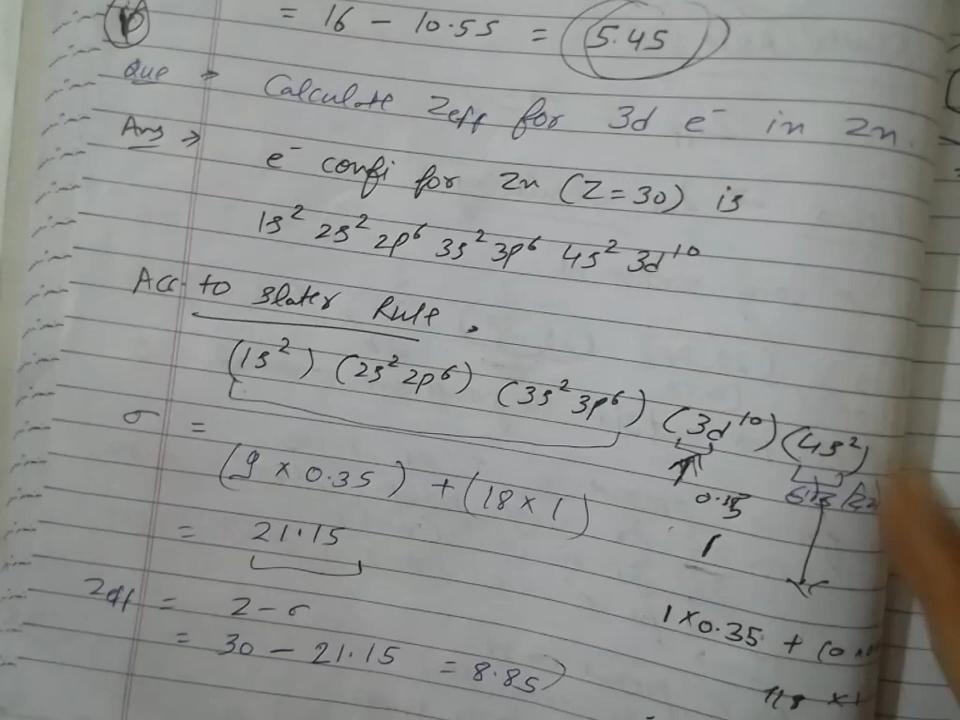 = 16 - 10.55 = 5.45
Que → Calculate Zeff for 3d e⁻ in Zn.
Ans →
e⁻ confi for Zn (Z=30) is
1s² 2s² 2p⁶ 3s² 3p⁶ 4s² 3d¹⁰
Acc. to Slater Rule.
(1s²) (2s² 2p⁶) (3s² 3p⁶) (3d¹⁰) (4s²)
σ = (9 × 0.35) + (18 × 1)
0.35
= 21.15
1
Zeff = Z - σ
1 × 0.35 + (0
= 30 - 21.15 = 8.85